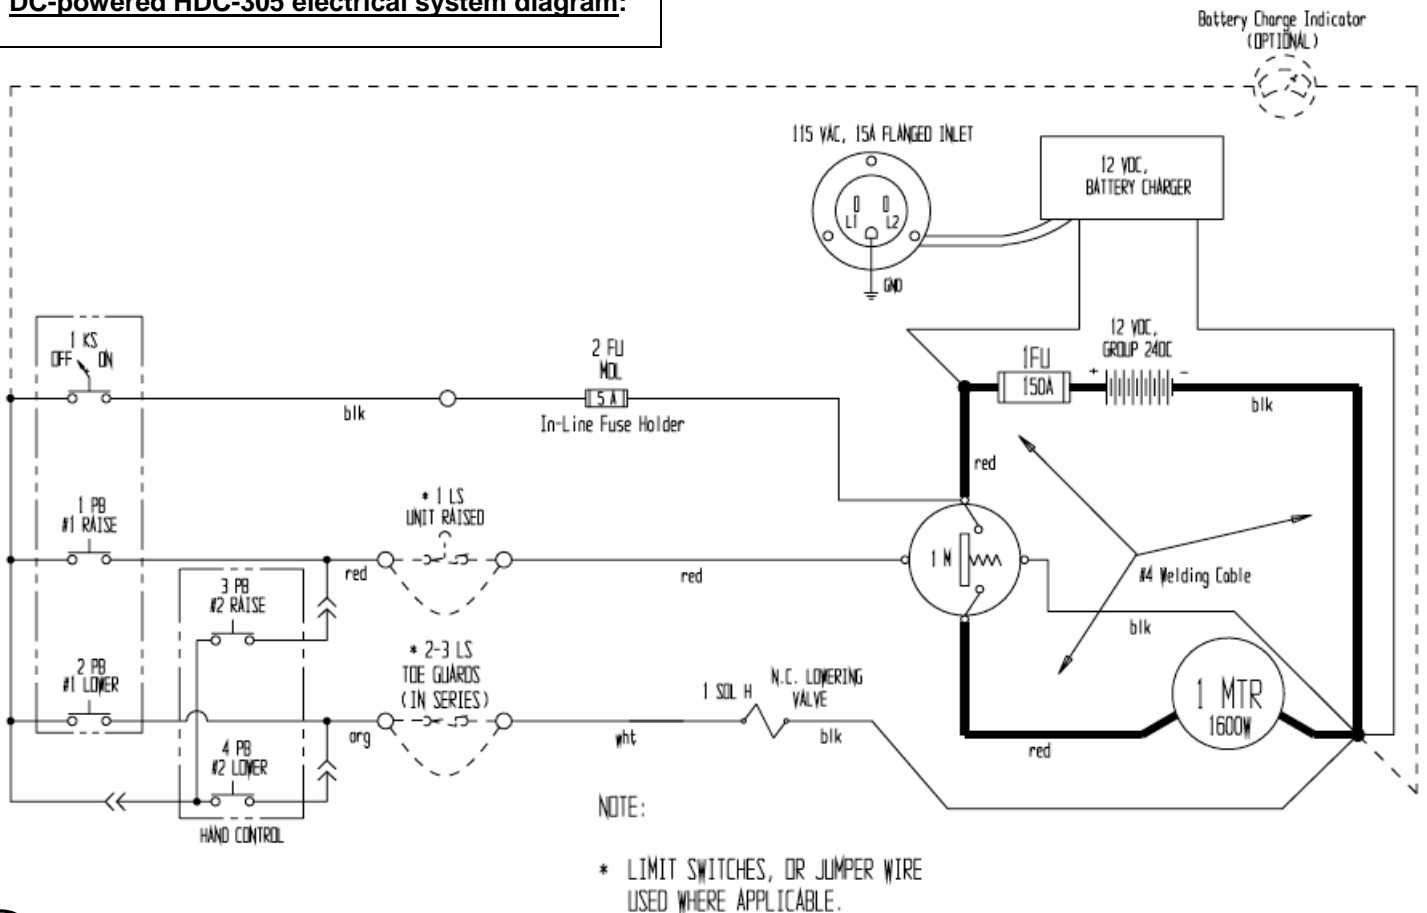 DC-powered HDC-305 electrical system diagram:
Battery Charge Indicator
(OPTIONAL)
115 VAC, 15A FLANGED INLET
L1 L2
GND
12 VDC,
BATTERY CHARGER
1 KS
OFF ON
blk
2 FU
MDL
5 A
In-Line Fuse Holder
12 VDC,
GROUP 24DC
1FU
150A
+ -
blk
red
1 PB
#1 RAISE
red
* 1 LS
UNIT RAISED
red
1 M
#4 Welding Cable
blk
3 PB
#2 RAISE
2 PB
#1 LOWER
org
* 2-3 LS
TOE GUARDS
(IN SERIES)
wht
1 SOL H
N.C. LOWERING
VALVE
blk
1 MTR
1600W
red
4 PB
#2 LOWER
HAND CONTROL
NOTE:
* LIMIT SWITCHES, OR JUMPER WIRE
USED WHERE APPLICABLE.